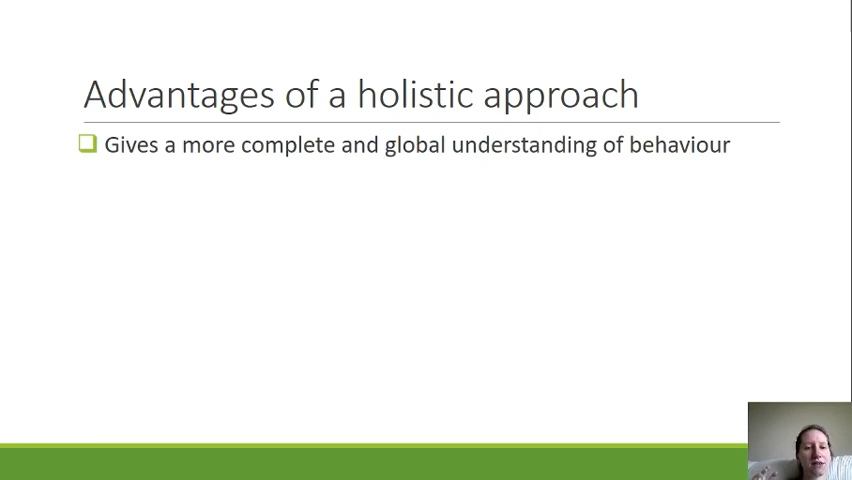 Advantages of a holistic approach
Gives a more complete and global understanding of behaviour